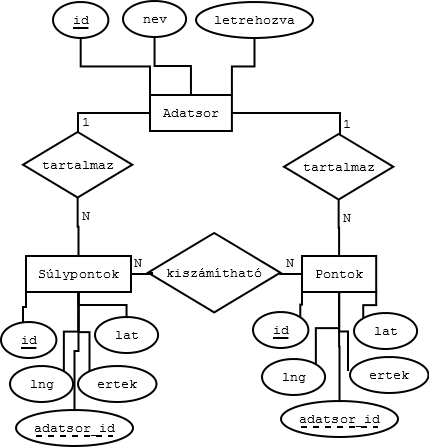 id
nev
letrehozva
Adatsor
1
1
tartalmaz
tartalmaz
N
N
Súlypontok
N
kiszámítható
N
Pontok
id
lat
id
lat
lng
ertek
lng
ertek
adatsor_id
adatsor_id